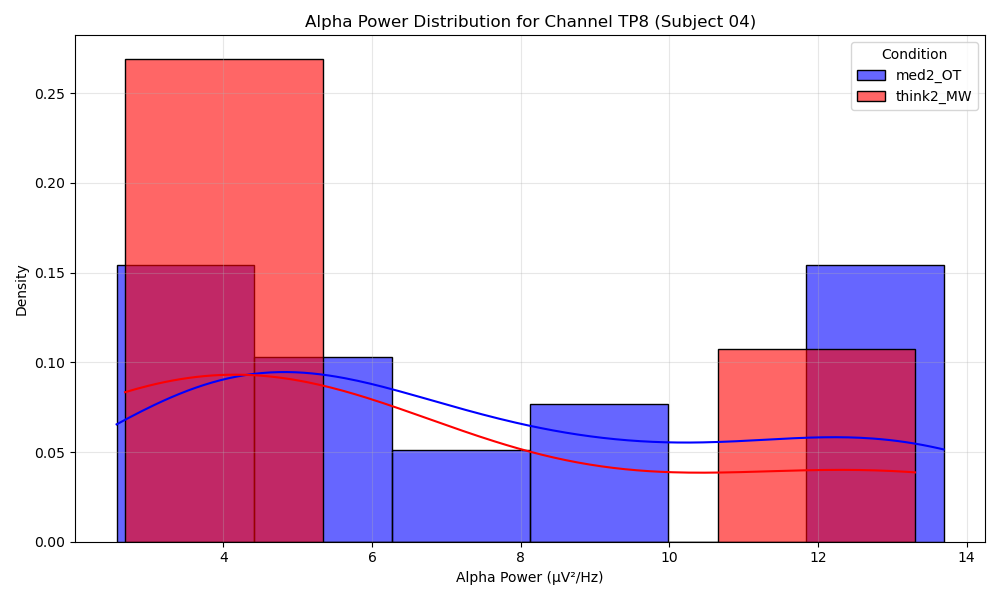 Alpha Power Distribution for Channel TP8 (Subject 04)
Condition
med2_OT
think2_MW
Density
0.25
0.20
0.15
0.10
0.05
0.00
4 6 8 10 12 14
Alpha Power (µV²/Hz)